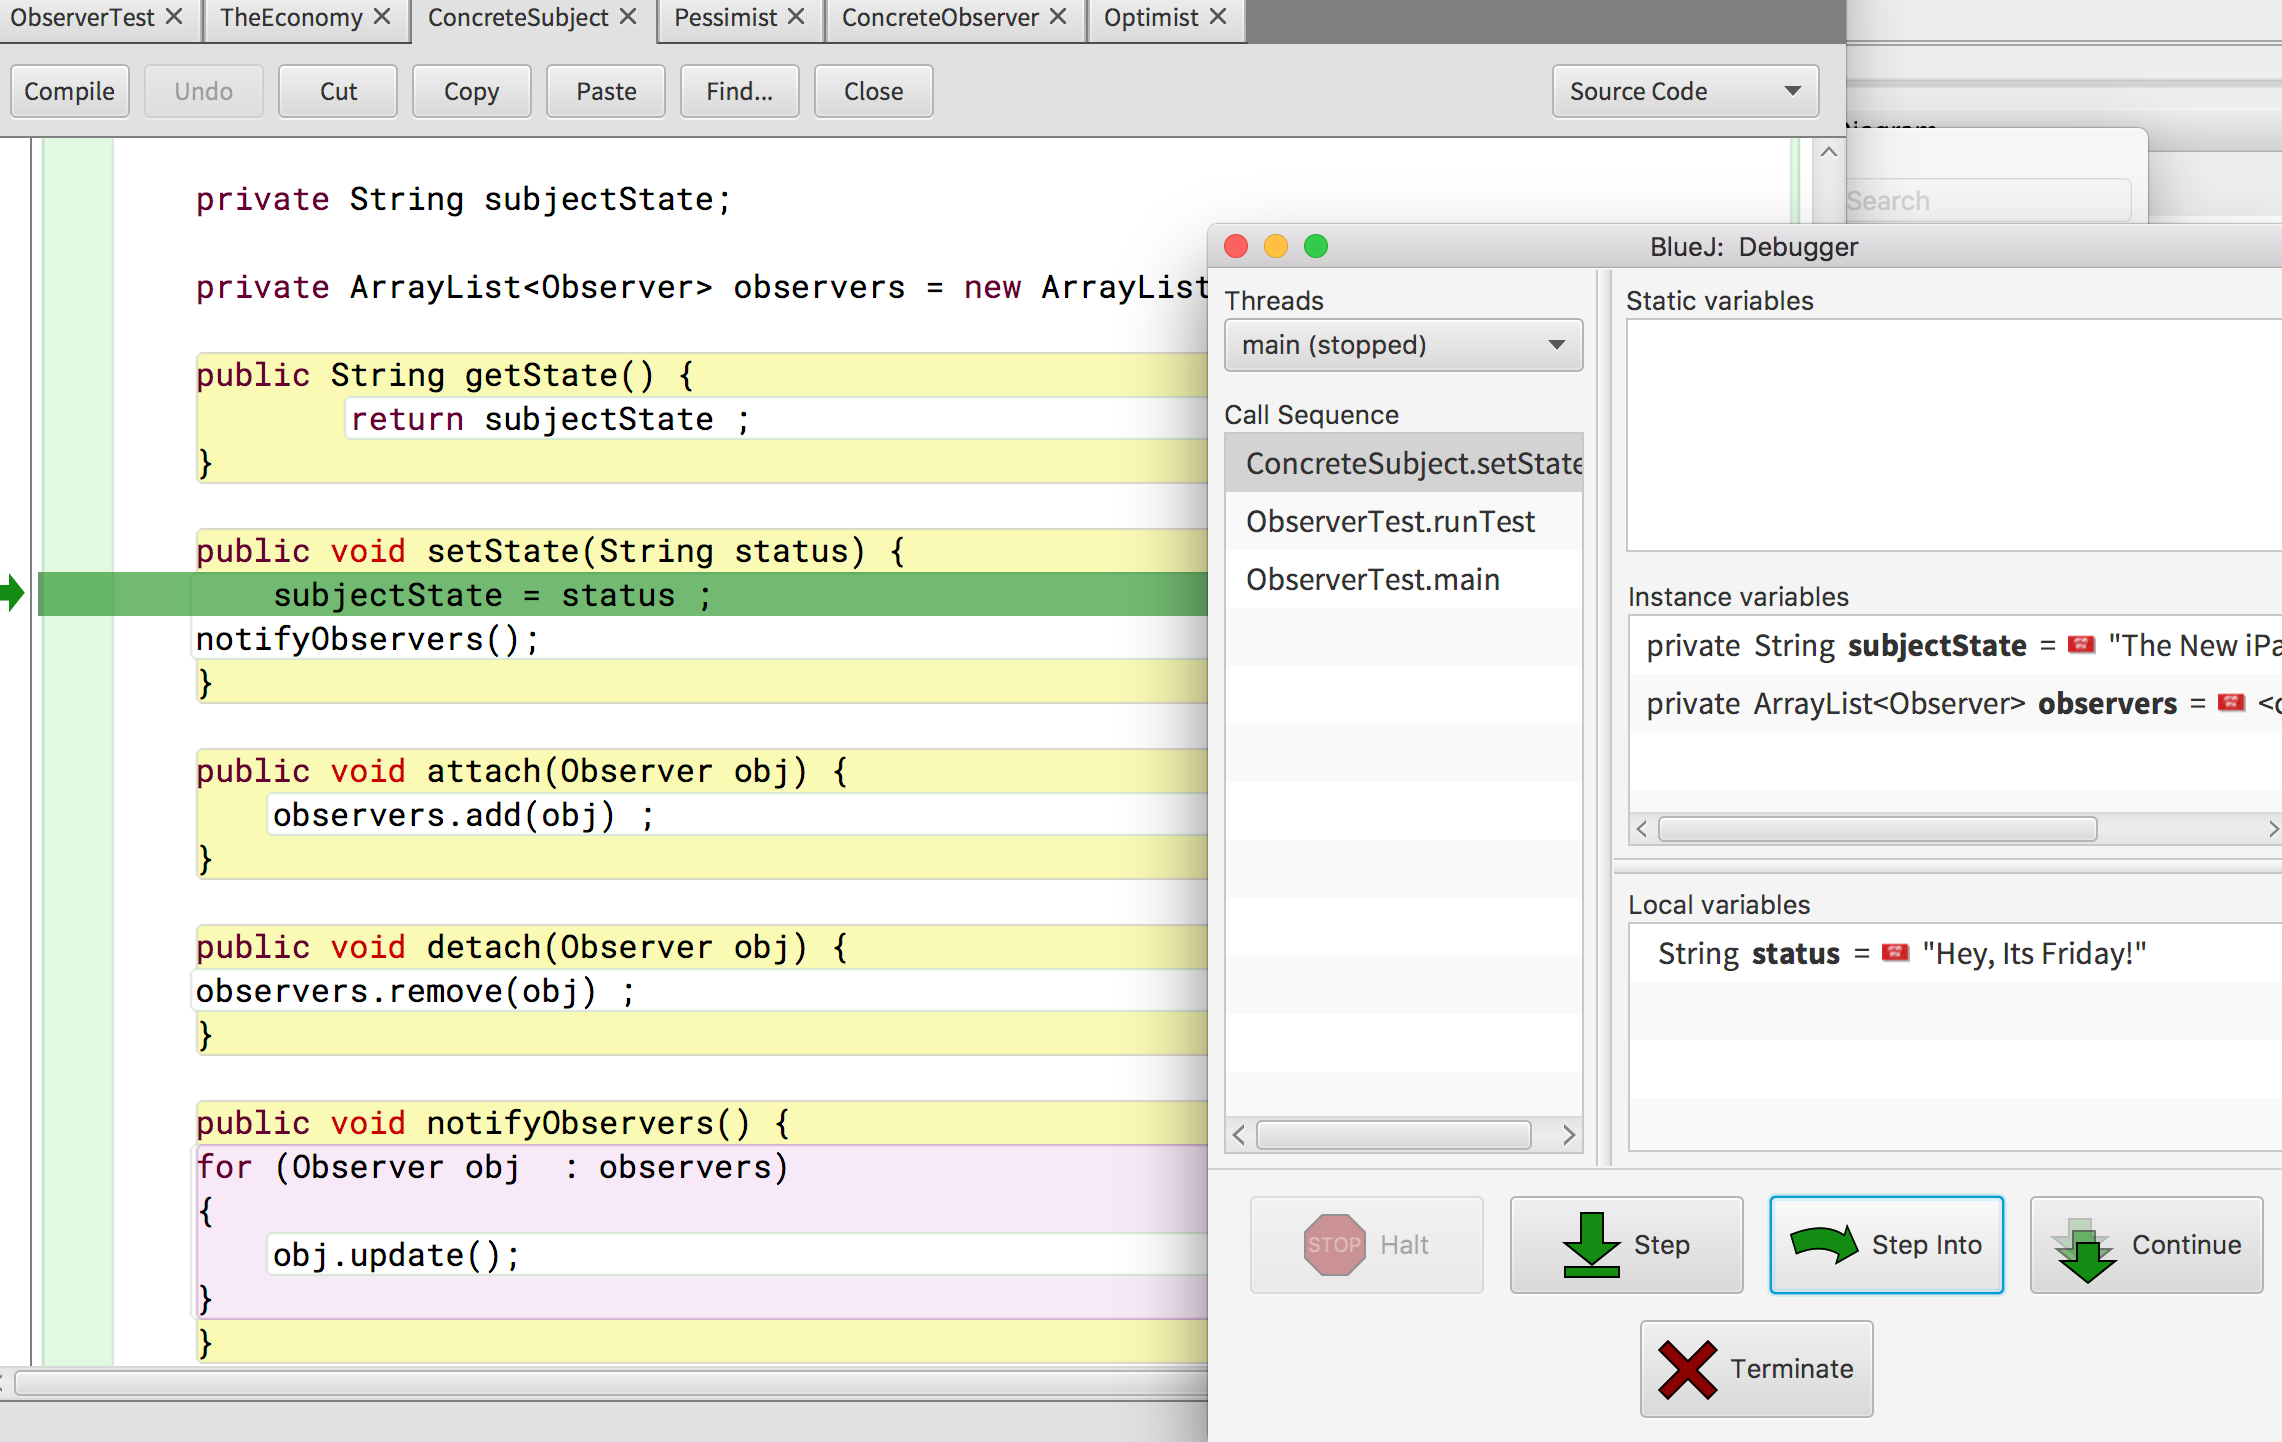 ObserverTest TheEconomy ConcreteSubject Pessimist ConcreteObserver Optimist
Compile Undo Cut Copy Paste Find... Close Source Code
Search
private String subjectState;
private ArrayList<Observer> observers = new ArrayList
public String getState() {
return subjectState ;
}
public void setState(String status) {
subjectState = status ;
notifyObservers();
}
public void attach(Observer obj) {
observers.add(obj) ;
}
public void detach(Observer obj) {
observers.remove(obj) ;
}
public void notifyObservers() {
for (Observer obj  : observers)
{
obj.update();
}
}
BlueJ: Debugger
Threads
main (stopped)
Call Sequence
ConcreteSubject.setState
ObserverTest.runTest
ObserverTest.main
Static variables
Instance variables
private String subjectState = "The New iPa
private ArrayList<Observer> observers = <
Local variables
String status = "Hey, Its Friday!"
STOP Halt
Step
Step Into
Continue
Terminate